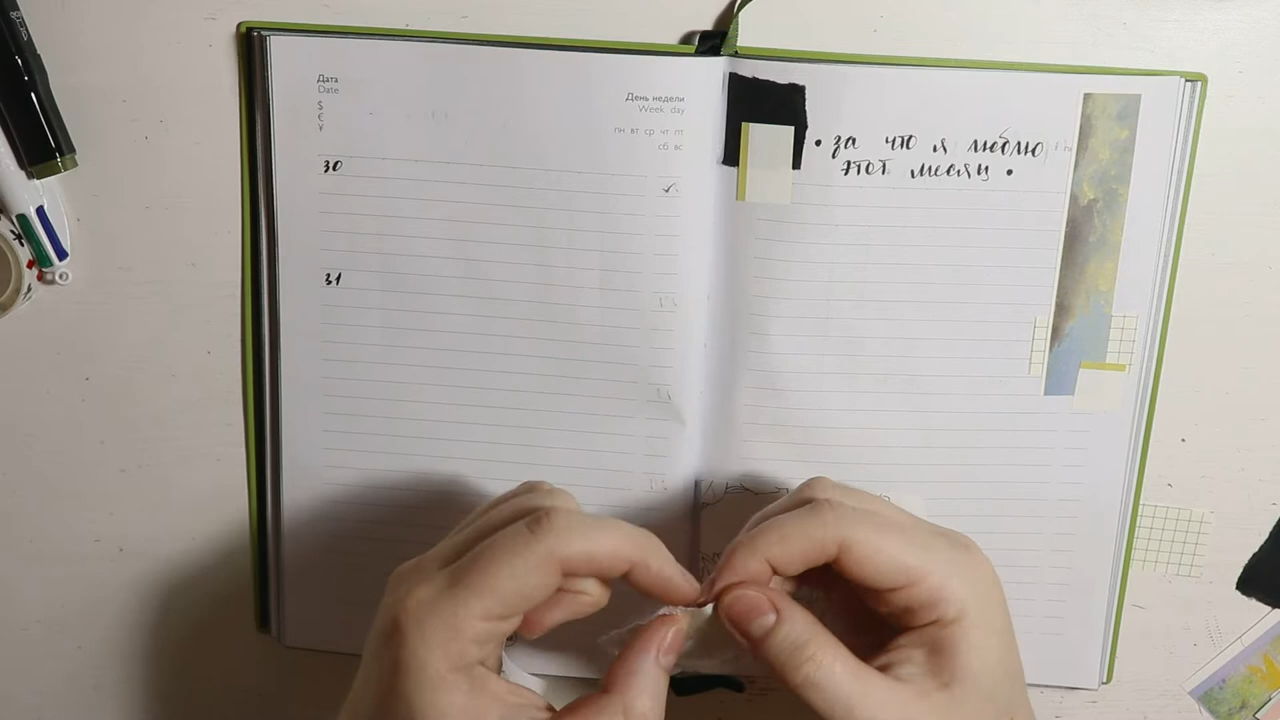 Дата
Date
$
€
¥
День недели
Week day
пн вт ср чт пт
сб вс
30
31
• за что я люблю
этот месяц •